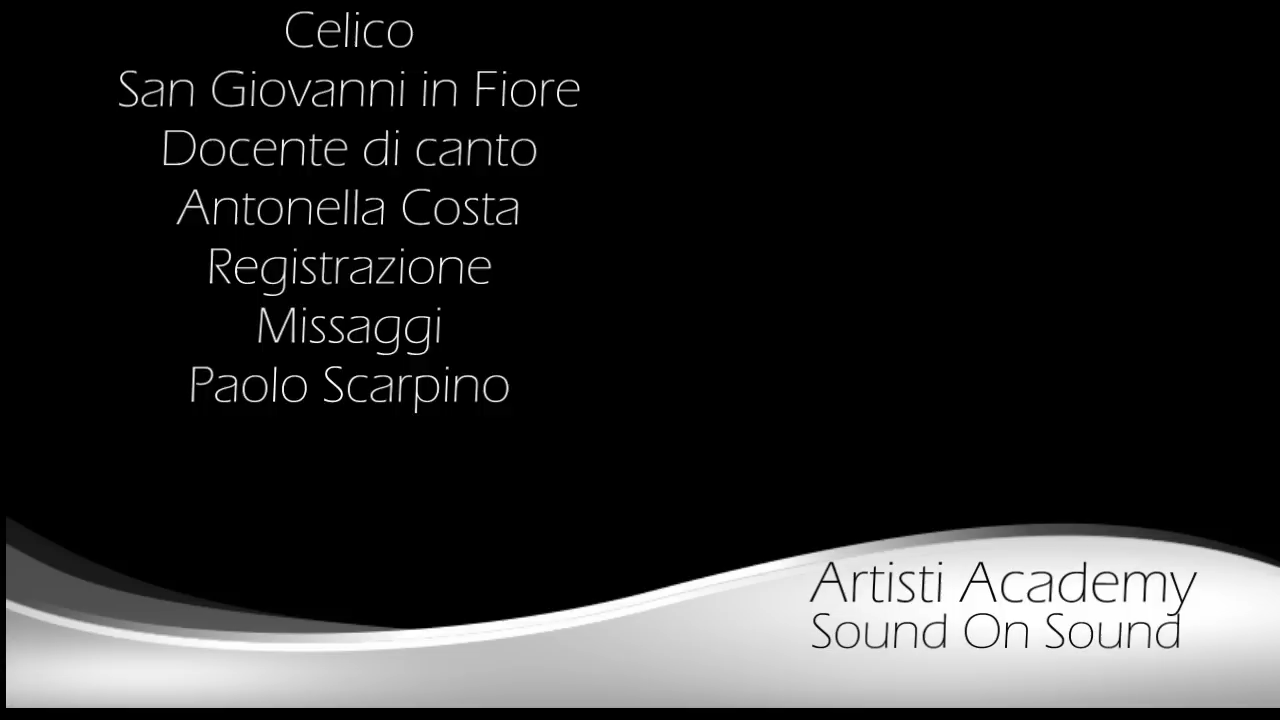 Celico
San Giovanni in Fiore
Docente di canto
Antonella Costa
Registrazione
Missaggi
Paolo Scarpino
Artisti Academy
Sound On Sound